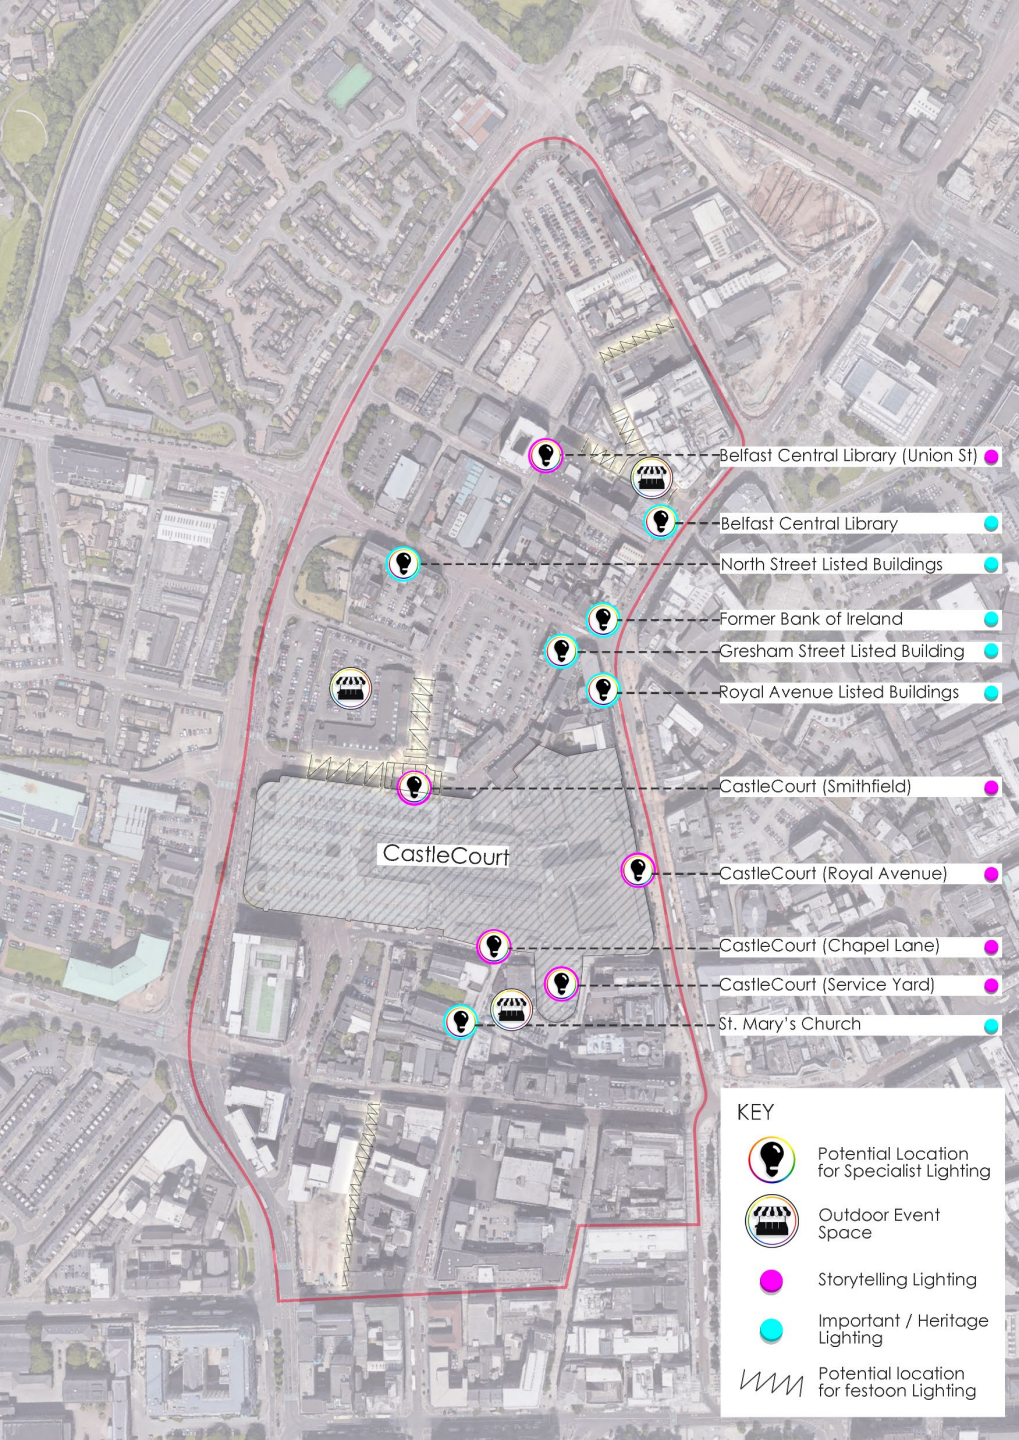 Belfast Central Library (Union St)
Belfast Central Library
North Street Listed Buildings
Former Bank of Ireland
Gresham Street Listed Building
Royal Avenue Listed Buildings
CastleCourt (Smithfield)
CastleCourt
CastleCourt (Royal Avenue)
CastleCourt (Chapel Lane)
CastleCourt (Service Yard)
St. Mary's Church
KEY
Potential Location
for Specialist Lighting
Outdoor Event
Space
Storytelling Lighting
Important / Heritage
Lighting
Potential location
for festoon Lighting